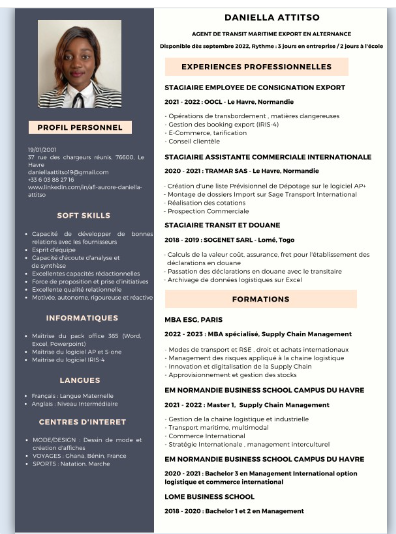 DANIELLA ATTITSO
AGENT DE TRANSIT MARITIME EXPORT EN ALTERNANCE
Disponible dès septembre 2022, Rythme : 3 jours en entreprise / 2 jours à l'école
PROFIL PERSONNEL
19/01/2001
37 rue des chargeurs réunis, 76600, Le
Havre
daniellaattitso19@gmail.com
+33 6 03 88 27 16
www.linkedin.com/in/afi-aurore-daniella-
attitso
SOFT SKILLS
• Capacité de développer de bonnes
relations avec les fournisseurs
• Esprit d'équipe
• Capacité d'écoute d'analyse et
de synthèse
• Excellentes capacités rédactionnelles
• Force de proposition et prise d'initiatives
• Excellente qualité relationnelle
• Motivée, autonome, rigoureuse et réactive
INFORMATIQUES
• Maîtrise du pack office 365 (Word,
Excel, Powerpoint)
• Maîtrise du logiciel AP et S-one
• Maîtrise du logiciel IRIS-4
LANGUES
• Français : Langue Maternelle
• Anglais : Niveau Intermédiaire
CENTRES D'INTERET
• MODE/DESIGN : Dessin de mode et
création d'affiches
• VOYAGES : Ghana, Bénin, France
• SPORTS : Natation, Marche
EXPERIENCES PROFESSIONNELLES
STAGIAIRE EMPLOYEE DE CONSIGNATION EXPORT
2021 - 2022 : OOCL - Le Havre, Normandie
- Opérations de transbordement , matières dangereuses
- Gestion des booking export (IRIS-4)
- E-Commerce, tarification
- Conseil clientèle
STAGIAIRE ASSISTANTE COMMERCIALE INTERNATIONALE
2020 - 2021 : TRAMAR SAS - Le Havre, Normandie
- Création d'une liste Prévisionnel de Dépotage sur le logiciel AP+
- Montage de dossiers Import sur Sage Transport International
- Réalisation des cotations
- Prospection Commerciale
STAGIAIRE TRANSIT ET DOUANE
2018 - 2019 : SOGENET SARL - Lomé, Togo
- Calculs de la valeur coût, assurance, fret pour l'établissement des
déclarations en douane
- Passation des déclarations en douane avec le transitaire
- Archivage de données logistiques sur Excel
FORMATIONS
MBA ESG, PARIS
2022 - 2023 : MBA spécialisé, Supply Chain Management
- Modes de transport et RSE , droit et achats internationaux
- Management des risques appliqué à la chaine logistique
- Innovation et digitalisation de la Supply Chain
- Approvisionnement et gestion des stocks
EM NORMANDIE BUSINESS SCHOOL CAMPUS DU HAVRE
2021 - 2022 : Master 1, Supply Chain Management
- Gestion de la chaine logistique et industrielle
- Transport maritime, multimodal
- Commerce International
- Stratégie Internationale , management interculturel
EM NORMANDIE BUSINESS SCHOOL CAMPUS DU HAVRE
2020 - 2021 : Bachelor 3 en Management International option
logistique et commerce international
LOME BUSINESS SCHOOL
2018 - 2020 : Bachelor 1 et 2 en Management